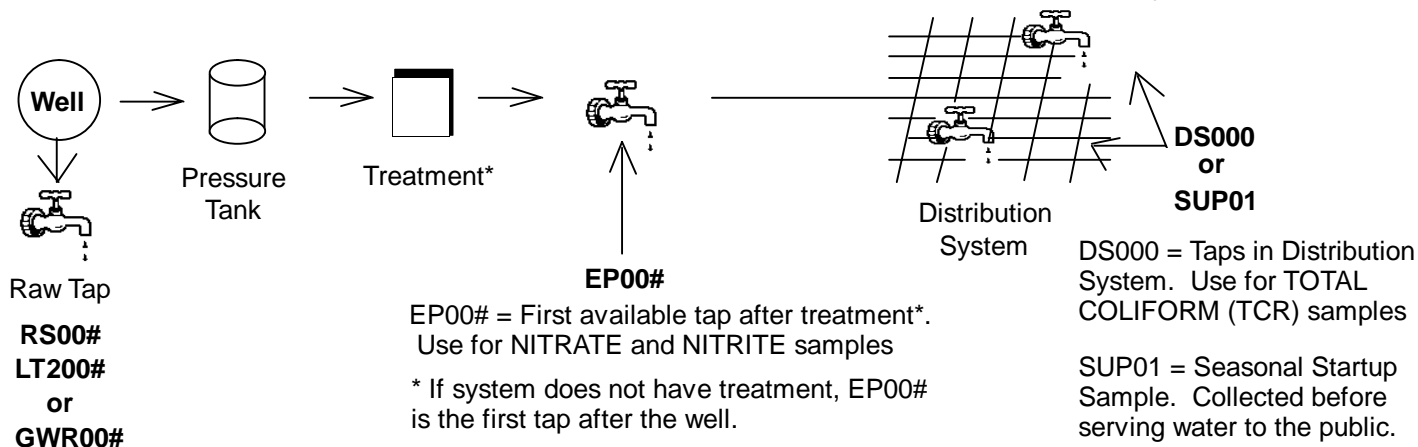 Well
Pressure
Tank
Treatment*
Raw Tap
RS00#
LT200#
or
GWR00#
EP00#
EP00# = First available tap after treatment*.
Use for NITRATE and NITRITE samples
* If system does not have treatment, EP00#
is the first tap after the well.
Distribution
System
DS000
or
SUP01
DS000 = Taps in Distribution
System. Use for TOTAL
COLIFORM (TCR) samples
SUP01 = Seasonal Startup
Sample. Collected before
serving water to the public.